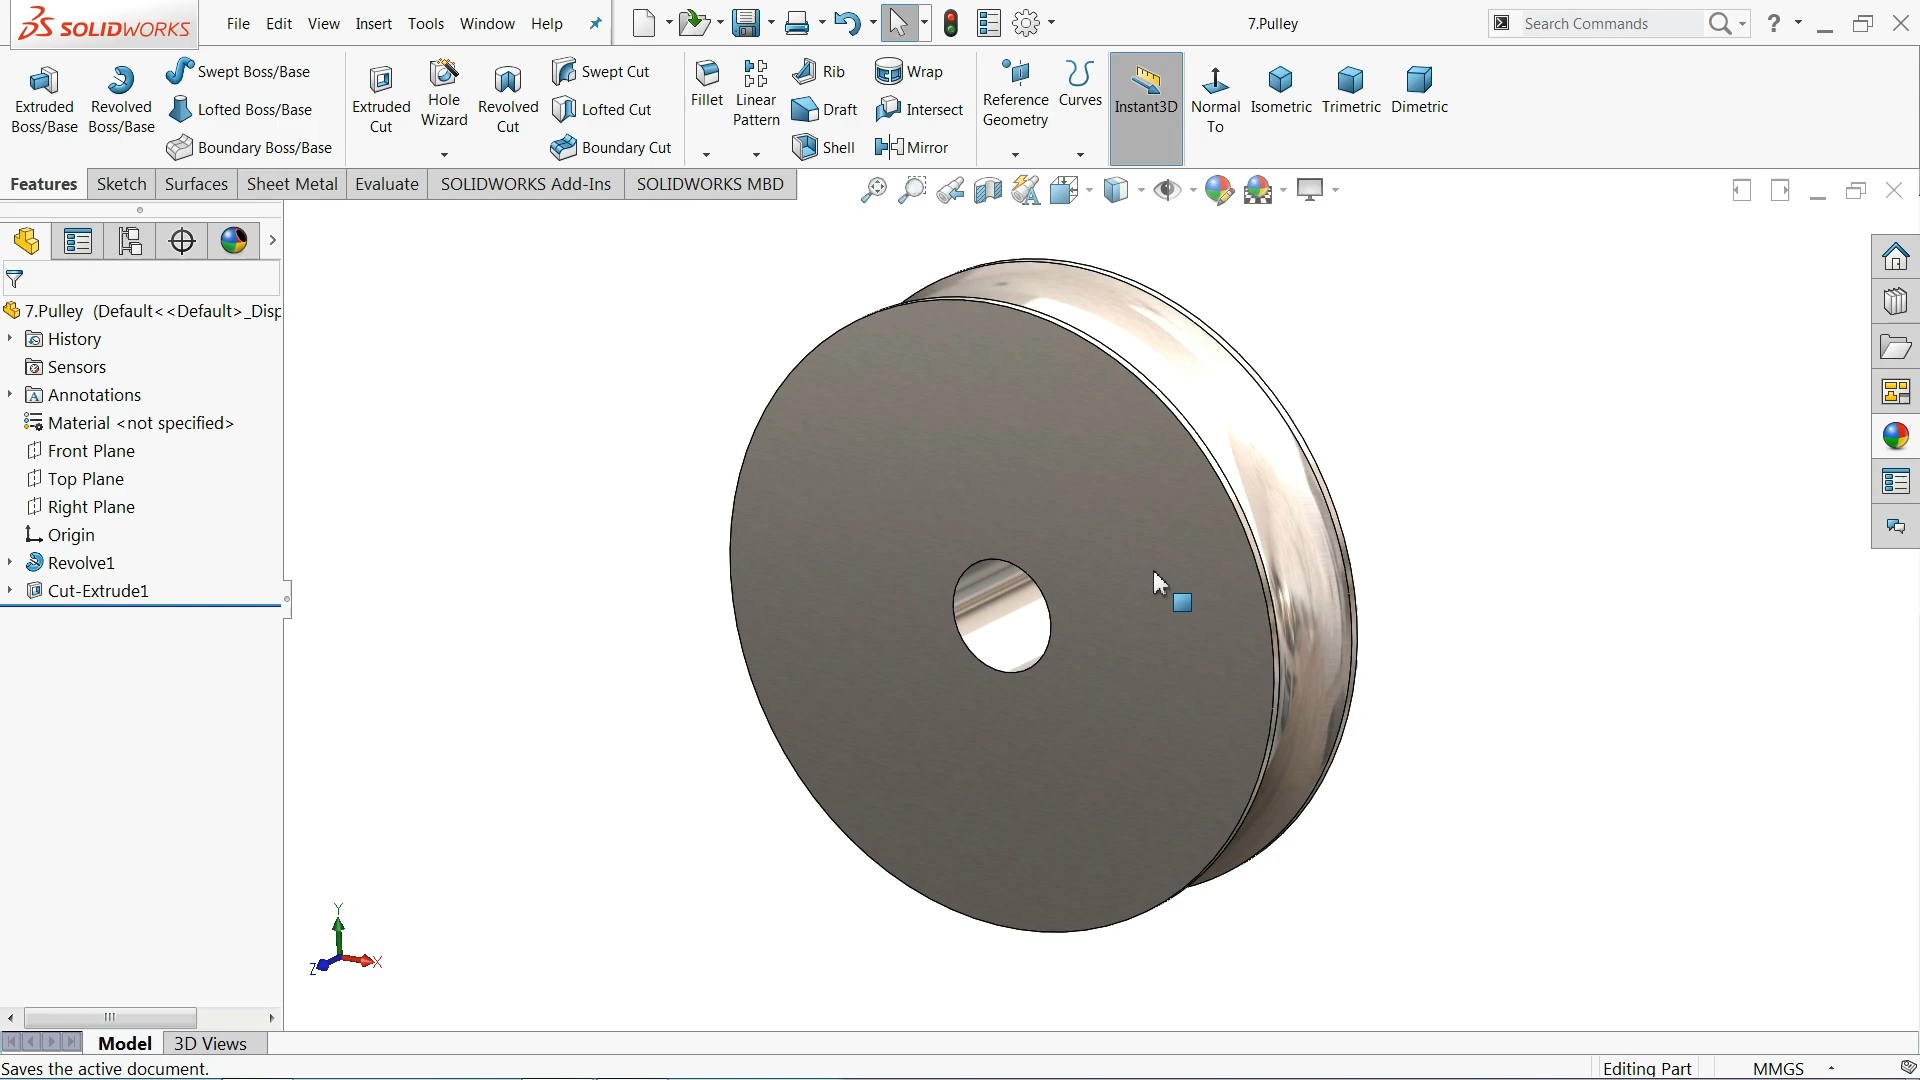 SOLIDWORKS File Edit View Insert Tools Window Help 7.Pulley Search Commands ?
Extruded Boss/Base
Revolved Boss/Base
Swept Boss/Base
Lofted Boss/Base
Boundary Boss/Base
Extruded Cut
Hole Wizard
Revolved Cut
Swept Cut
Lofted Cut
Boundary Cut
Fillet
Linear Pattern
Rib
Draft
Shell
Wrap
Intersect
Mirror
Reference Geometry
Curves
Instant3D
Normal To
Isometric
Trimetric
Dimetric
Features Sketch Surfaces Sheet Metal Evaluate SOLIDWORKS Add-Ins SOLIDWORKS MBD
7.Pulley (Default<<Default>_Disp
History
Sensors
Annotations
Material <not specified>
Front Plane
Top Plane
Right Plane
Origin
Revolve1
Cut-Extrude1
Y
Z X
Model 3D Views
Saves the active document. Editing Part MMGS